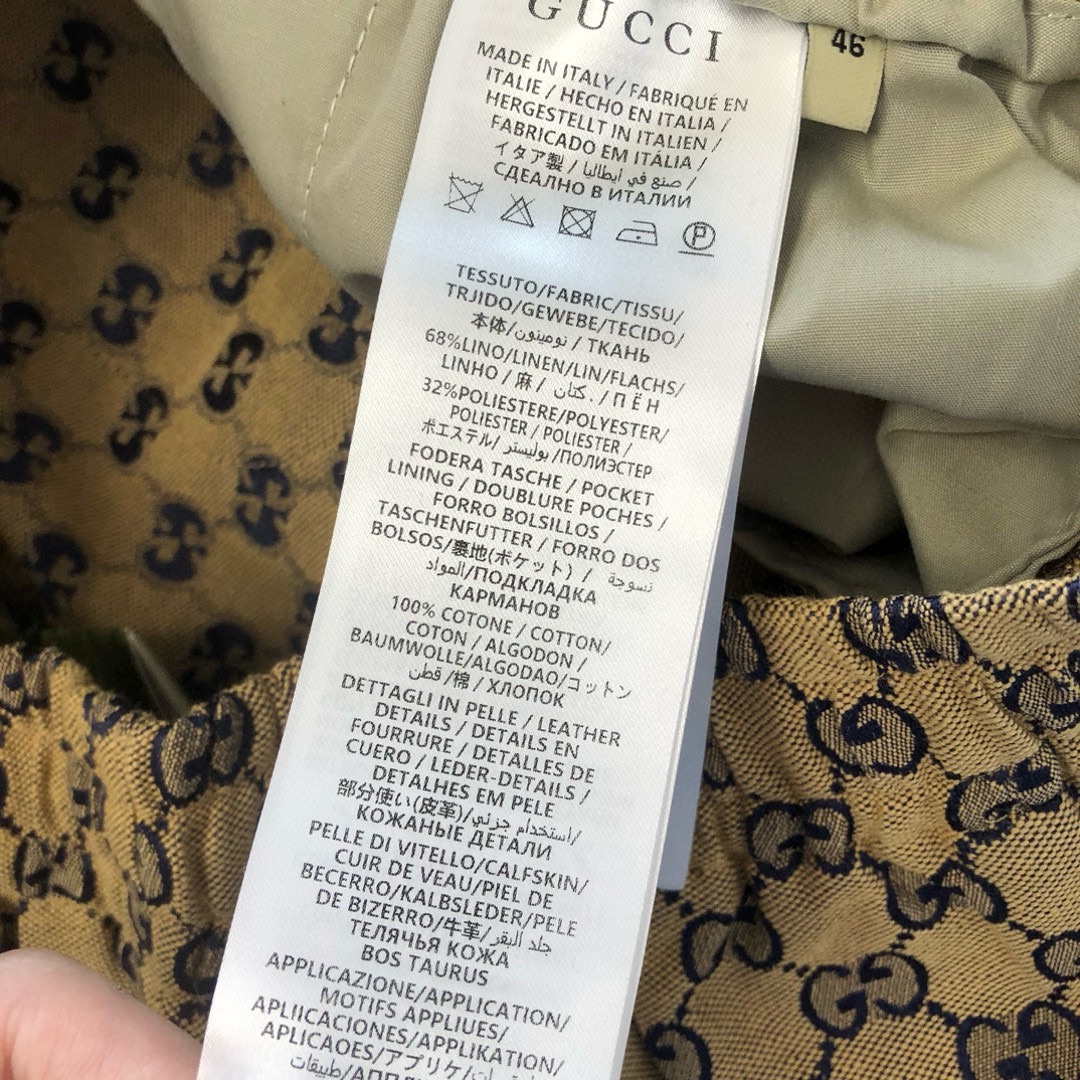 GUCCI
46
MADE IN ITALY / FABRIQUÉ EN
ITALIE / HECHO EN ITALIA /
HERGESTELLT IN ITALIEN /
FABRICADO EM ITÁLIA /
イタア製 / صنع في ايطاليا /
СДЕАЛНО В ИТАЛИИ
P
TESSUTO/FABRIC/TISSU/
TRJIDO/GEWEBE/TECIDO/
本体/نومينون / ТКАНЬ
68%LINO/LINEN/LIN/FLACHS/
LINHO / 麻 / كتان. / П Ё Н
32%POLIESTERE/POLYESTER/
POLIESTER / POLIESTER /
ポエステル/ بوليستر /ПОЛИЭСТЕР
FODERA TASCHE / POCKET
LINING / DOUBLURE POCHES /
FORRO BOLSILLOS /
TASCHENFUTTER / FORRO DOS
BOLSOS/裏地(ポケット) / نسوجة
المواد/ПОДКЛАДКА
КАРМАНОВ
100% COTONE / COTTON/
COTON / ALGODON /
BAUMWOLLE/ALGODAO/コットン
قطن /棉 / ХЛОПОК
DETTAGLI IN PELLE / LEATHER
DETAILS / DETAILS EN
FOURRURE / DETALLES DE
CUERO / LEDER-DETAILS /
DETALHES EM PELE
部分使い(皮革)/استخدام جزئي/
КОЖАНЫЕ ДЕТАЛИ
PELLE DI VITELLO/CALFSKIN/
CUIR DE VEAU/PIEL DE
BECERRO/KALBSLEDER/PELE
DE BIZERRO/牛革/جلد البقر
ТЕЛЯЧЬЯ КОЖА
BOS TAURUS
APPLICAZIONE/APPLICATION/
MOTIFS APPLIUES/
APLIICACIONES/APPLIKATION/
APLICAOES/アプリケ/